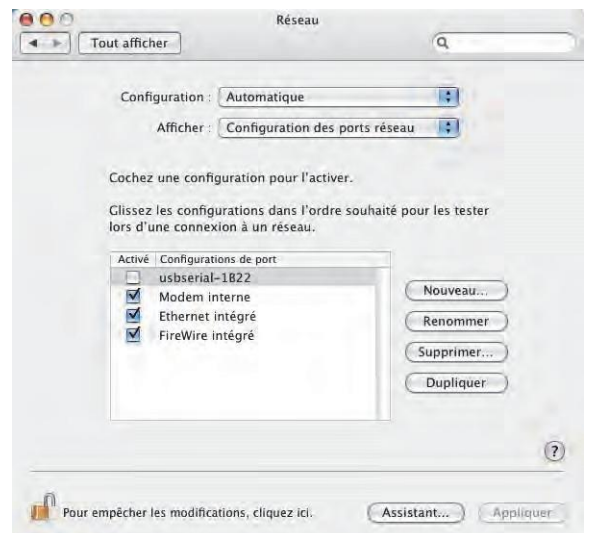 Réseau
Tout afficher
Configuration : Automatique
Afficher : Configuration des ports réseau
Cochez une configuration pour l'activer.
Glissez les configurations dans l'ordre souhaité pour les tester
lors d'une connexion à un réseau.
Activé Configurations de port
usbserial-1B22
Modem interne
Ethernet intégré
FireWire intégré
Nouveau...
Renommer
Supprimer...
Dupliquer
?
Pour empêcher les modifications, cliquez ici.
Assistant...
Appliquer